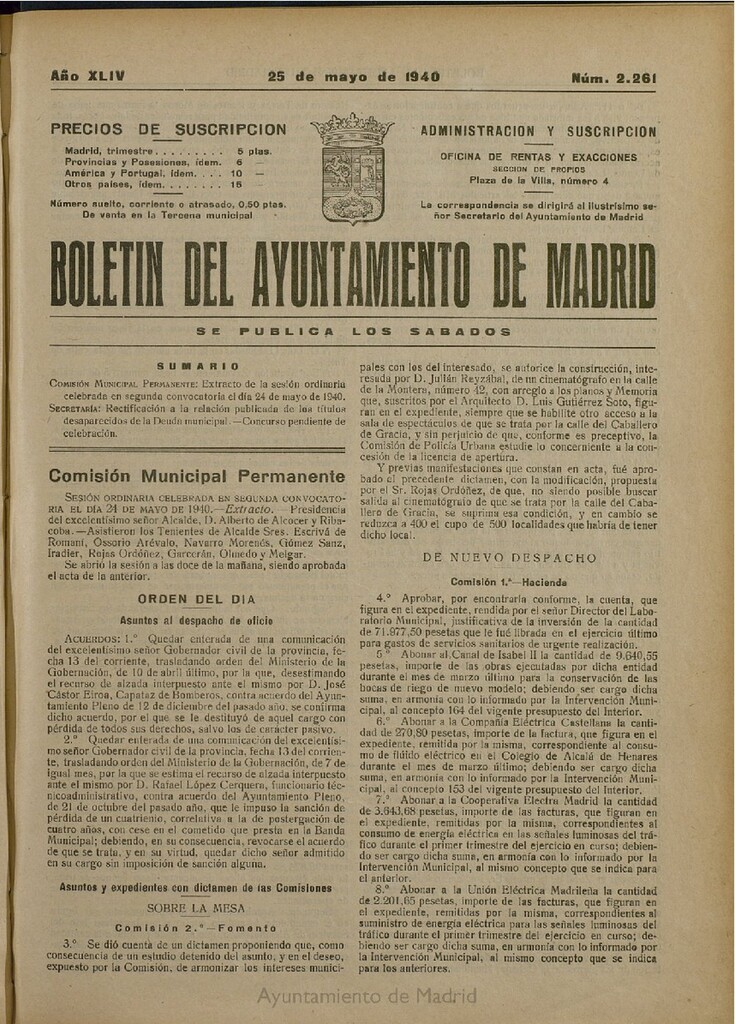 Año XLIV
25 de mayo de 1940
Núm. 2.261
PRECIOS DE SUSCRIPCION
Madrid, trimestre . . . . . . . . . 5 ptas.
Provincias y Posesiones, ídem. 6 —
América y Portugal, ídem. . . . 10 —
Otros países, ídem. . . . . . . . 15
Número suelto, corriente o atrasado, 0,50 ptas.
De venta en la Tercena municipal
ADMINISTRACION Y SUSCRIPCION
OFICINA DE RENTAS Y EXACCIONES
SECCION DE PROPIOS
Plaza de la Villa, número 4
La correspondencia se dirigirá al ilustrísimo se-
ñor Secretario del Ayuntamiento de Madrid
BOLETIN DEL AYUNTAMIENTO DE MADRID
SE PUBLICA LOS SABADOS
SUMARIO
COMISIÓN MUNICIPAL PERMANENTE: Extracto de la sesión ordinaria
celebrada en segunda convocatoria el día 24 de mayo de 1940.
SECRETARÍA: Rectificación a la relación publicada de los títulos
desaparecidos de la Deuda municipal.—Concurso pendiente de
celebración.
Comisión Municipal Permanente
SESIÓN ORDINARIA CELEBRADA EN SEGUNDA CONVOCATO-
RIA EL DÍA 24 DE MAYO DE 1940.—Extracto. — Presidencia
del excelentísimo señor Alcalde, D. Alberto de Alcocer y Riba-
coba.—Asistieron los Tenientes de Alcalde Sres. Escrivá de
Romaní, Ossorio Arévalo, Navarro Morenés, Gómez Sanz,
Iradier, Rojas Ordóñez, Garcerán, Olmedo y Melgar.
Se abrió la sesión a las doce de la mañana, siendo aprobada
el acta de la anterior.
ORDEN DEL DIA
Asuntos al despacho de oficio
ACUERDOS: 1.º Quedar enterada de una comunicación
del excelentísimo señor Gobernador civil de la provincia, fe-
cha 13 del corriente, trasladando orden del Ministerio de la
Gobernación, de 10 de abril último, por la que, desestimando
el recurso de alzada interpuesto ante el mismo por D. José
Cástor Eiroa, Capataz de Bomberos, contra acuerdo del Ayun-
tamiento Pleno de 12 de diciembre del pasado año, se confirma
dicho acuerdo, por el que se le destituyó de aquel cargo con
pérdida de todos sus derechos, salvo los de carácter pasivo.
2.º Quedar enterada de una comunicación del excelentísi-
mo señor Gobernador civil de la provincia, fecha 13 del corrien-
te, trasladando orden del Ministerio de la Gobernación, de 7 de
igual mes, por la que se estima el recurso de alzada interpuesto
ante el mismo por D. Rafael López Cerquera, funcionario téc-
nicoadministrativo, contra acuerdo del Ayuntamiento Pleno,
de 21 de octubre del pasado año, que le impuso la sanción de
pérdida de un cuatrienio, correlativa a la de postergación de
cuatro años, con cese en el cometido que presta en la Banda
Municipal; debiendo, en su consecuencia, revocarse el acuerdo
de que se trata, y en su virtud, quedar dicho señor admitido
en su cargo sin imposición de sanción alguna.
Asuntos y expedientes con dictamen de las Comisiones
SOBRE LA MESA
Comisión 2.ª—Fomento
3.º Se dió cuenta de un dictamen proponiendo que, como
consecuencia de un estudio detenido del asunto, y en el deseo,
expuesto por la Comisión, de armonizar los intereses munici-
pales con los del interesado, se autorice la construcción, inte-
resada por D. Julián Reyzábal, de un cinematógrafo en la calle
de la Montera, número 42, con arreglo a los planos y Memoria
que, suscritos por el Arquitecto D. Luis Gutiérrez Soto, figu-
ran en el expediente, siempre que se habilite otro acceso a la
sala de espectáculos de que se trata por la calle del Caballero
de Gracia, y sin perjuicio de que, conforme es preceptivo, la
Comisión de Policía Urbana estudie lo concerniente a la con-
cesión de la licencia de apertura.
Y previas manifestaciones que constan en acta, fué apro-
bado el precedente dictamen, con la modificación, propuesta
por el Sr. Rojas Ordóñez, de que, no siendo posible buscar
salida al cinematógrafo de que se trata por la calle del Caba-
llero de Gracia, se suprima esa condición, y en cambio se
reduzca a 400 el cupo de 500 localidades que habría de tener
dicho local.
DE NUEVO DESPACHO
Comisión 1.ª—Hacienda
4.º Aprobar, por encontrarla conforme, la cuenta, que
figura en el expediente, rendida por el señor Director del Labo-
ratorio Municipal, justificativa de la inversión de la cantidad
de 71.977,50 pesetas que le fué librada en el ejercicio último
para gastos de servicios sanitarios de urgente realización.
5.º Abonar al Canal de Isabel II la cantidad de 9.640,55
pesetas, importe de las obras ejecutadas por dicha entidad
durante el mes de marzo último para la conservación de las
bocas de riego de nuevo modelo; debiendo ser cargo dicha
suma, en armonía con lo informado por la Intervención Muni-
cipal, al concepto 164 del vigente presupuesto del Interior.
6.º Abonar a la Compañía Eléctrica Castellana la canti-
dad de 270,80 pesetas, importe de la factura, que figura en el
expediente, remitida por la misma, correspondiente al consu-
mo de flúido eléctrico en el Colegio de Alcalá de Henares
durante el mes de marzo último; debiendo ser cargo dicha
suma, en armonía con lo informado por la Intervención Muni-
cipal, al concepto 153 del vigente presupuesto del Interior.
7.º Abonar a la Cooperativa Electra Madrid la cantidad
de 3.643,68 pesetas, importe de las facturas, que figuran en
el expediente, remitidas por la misma, correspondientes al
consumo de energía eléctrica en las señales luminosas del trá-
fico durante el primer trimestre del ejercicio en curso; debien-
do ser cargo dicha suma, en armonía con lo informado por la
Intervención Municipal, al mismo concepto que se indica para
el anterior.
8.º Abonar a la Unión Eléctrica Madrileña la cantidad
de 2.201,65 pesetas, importe de las facturas, que figuran en
el expediente, remitidas por la misma, correspondientes al
suministro de energía eléctrica para las señales luminosas del
tráfico durante el primer trimestre del ejercicio en curso; de-
biendo ser cargo dicha suma, en armonía con lo informado por
la Intervención Municipal, al mismo concepto que se indica
para los anteriores.
Ayuntamiento de Madrid